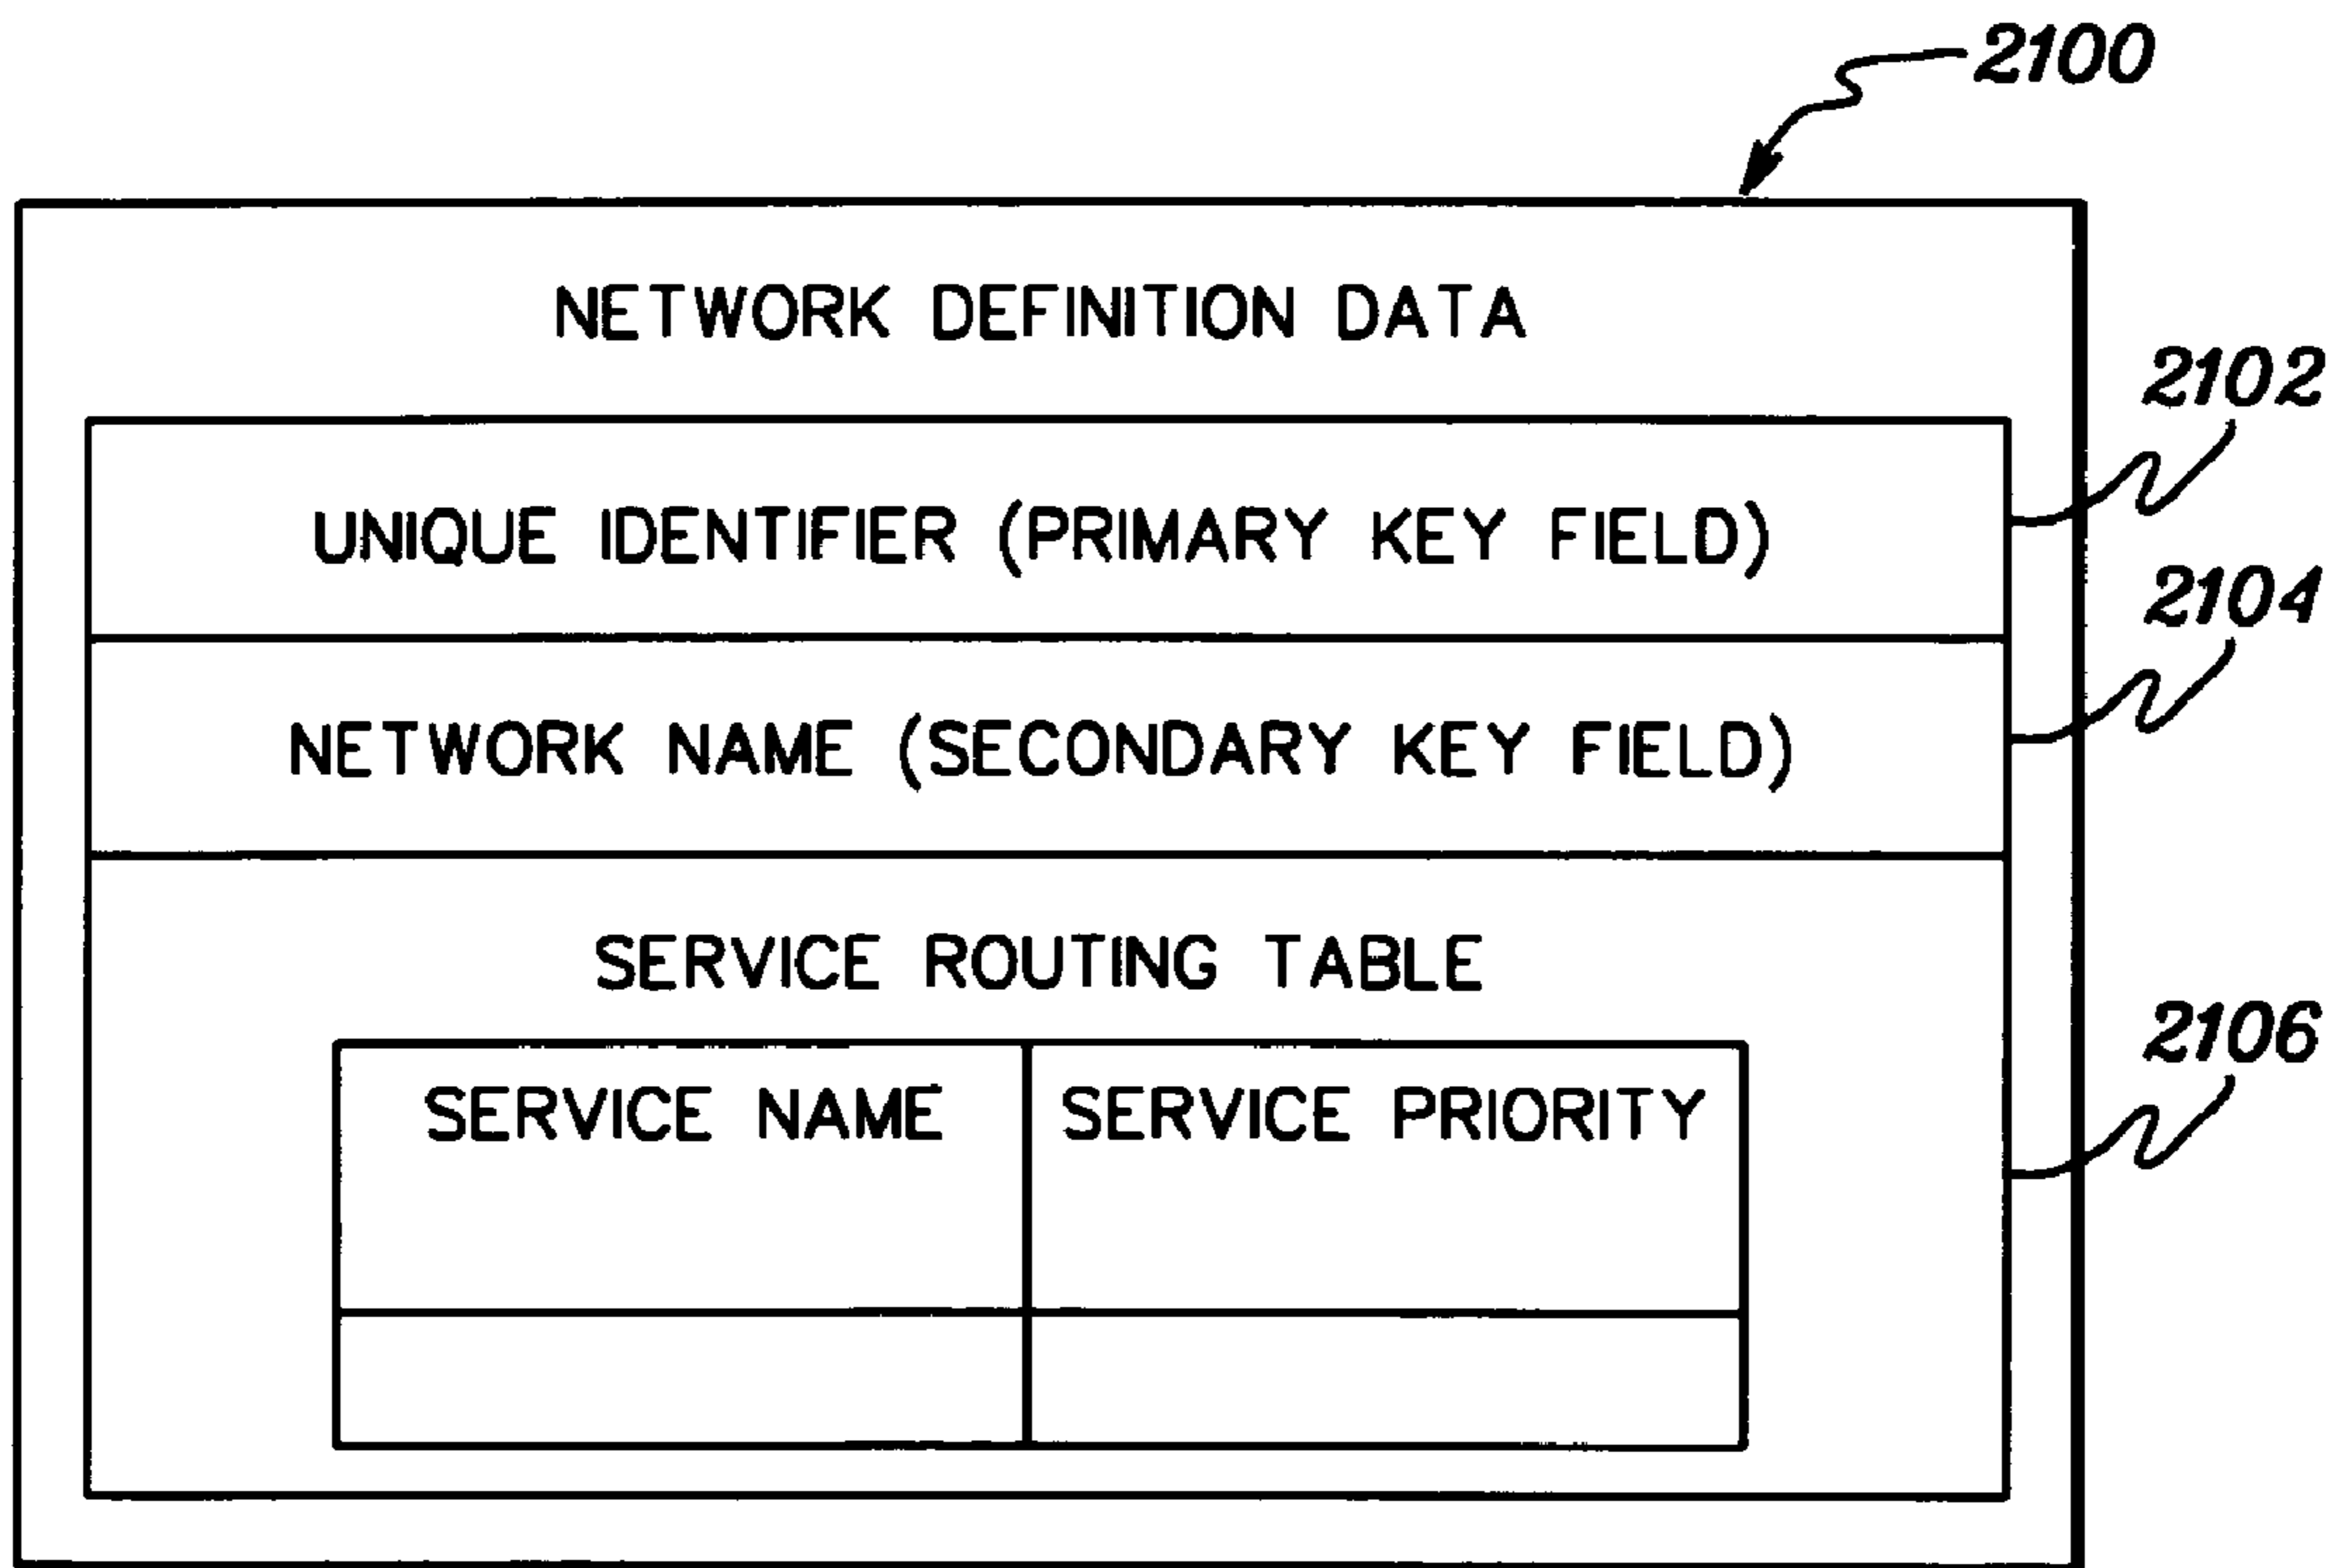 2100
NETWORK DEFINITION DATA
2102
UNIQUE IDENTIFIER (PRIMARY KEY FIELD)
2104
NETWORK NAME (SECONDARY KEY FIELD)
SERVICE ROUTING TABLE
2106
SERVICE NAME SERVICE PRIORITY